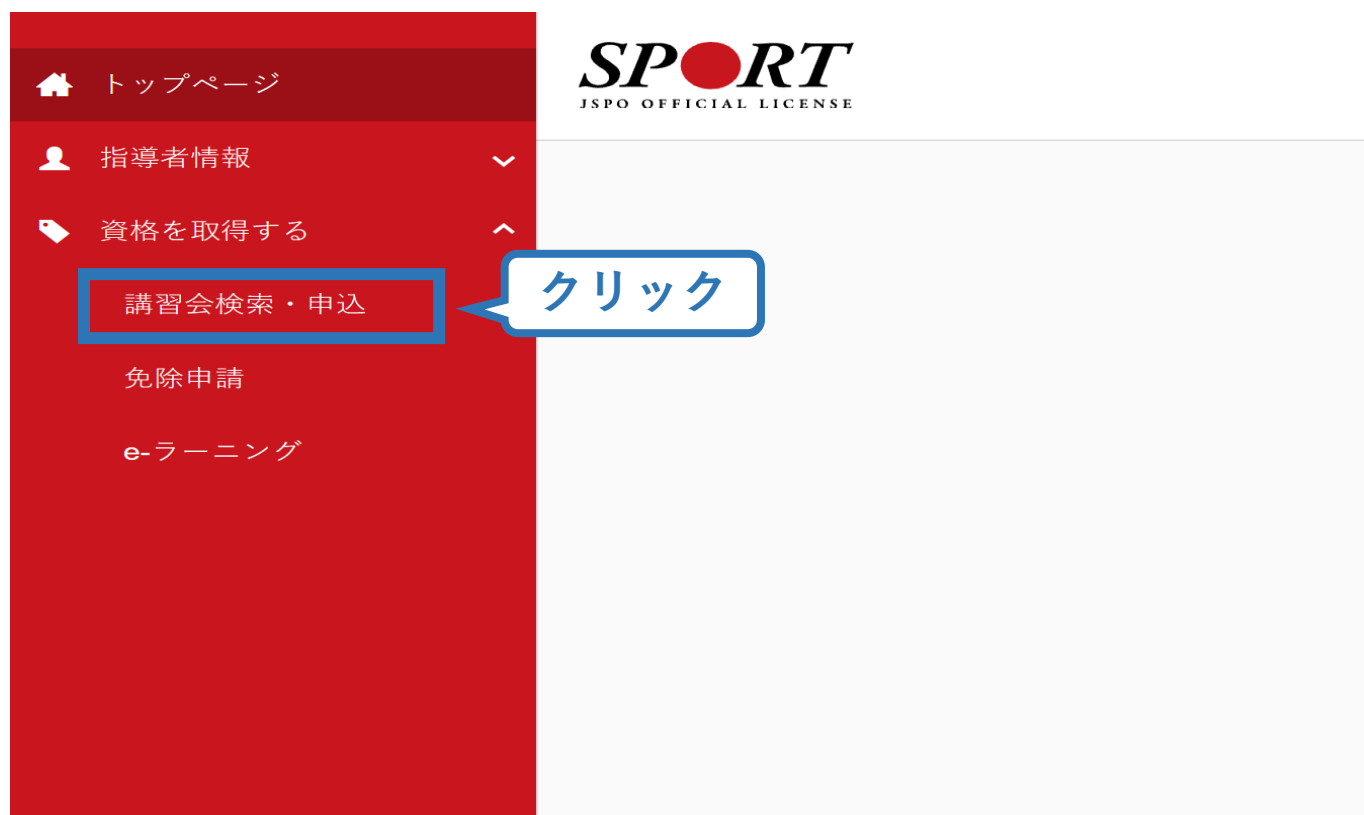 トップページ
指導者情報
資格を取得する
講習会検索・申込
免除申請
e-ラーニング
クリック
SPORT
JSPO OFFICIAL LICENSE